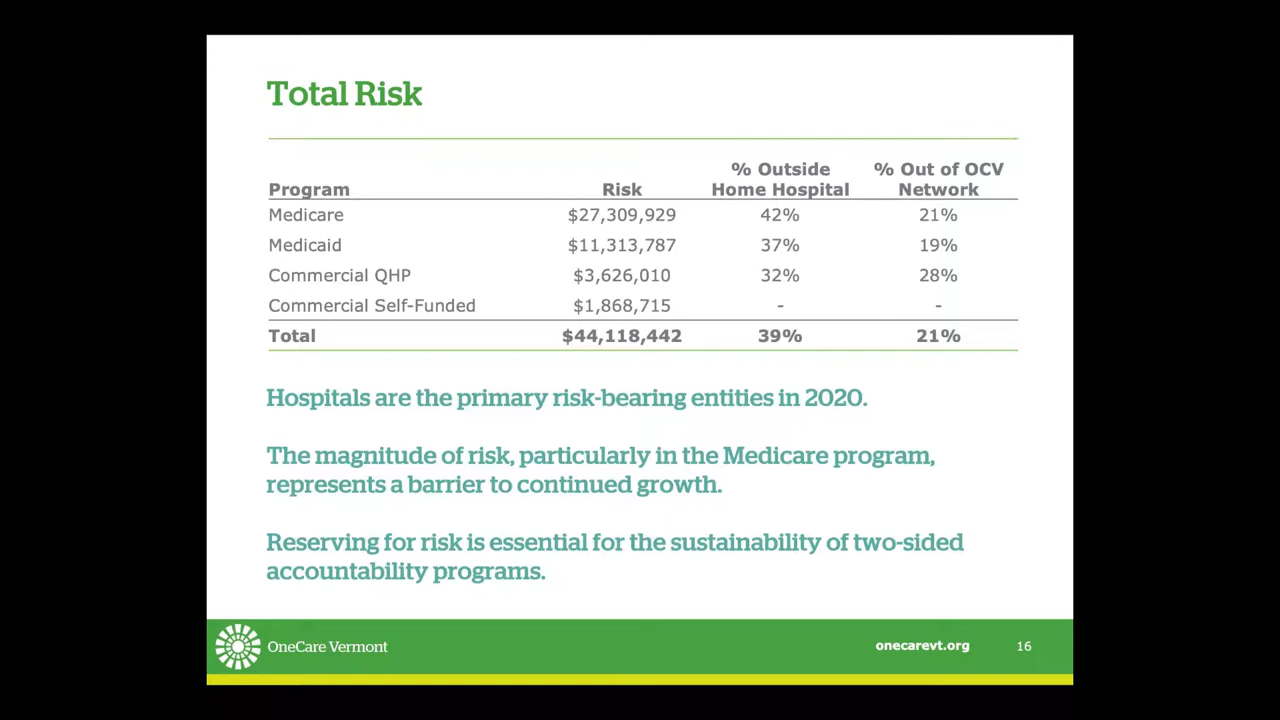 Total Risk
% Outside % Out of OCV
Program Risk Home Hospital Network
Medicare $27,309,929 42% 21%
Medicaid $11,313,787 37% 19%
Commercial QHP $3,626,010 32% 28%
Commercial Self-Funded $1,868,715 - -
Total $44,118,442 39% 21%
Hospitals are the primary risk-bearing entities in 2020.
The magnitude of risk, particularly in the Medicare program,
represents a barrier to continued growth.
Reserving for risk is essential for the sustainability of two-sided
accountability programs.
OneCare Vermont onecarevt.org 16